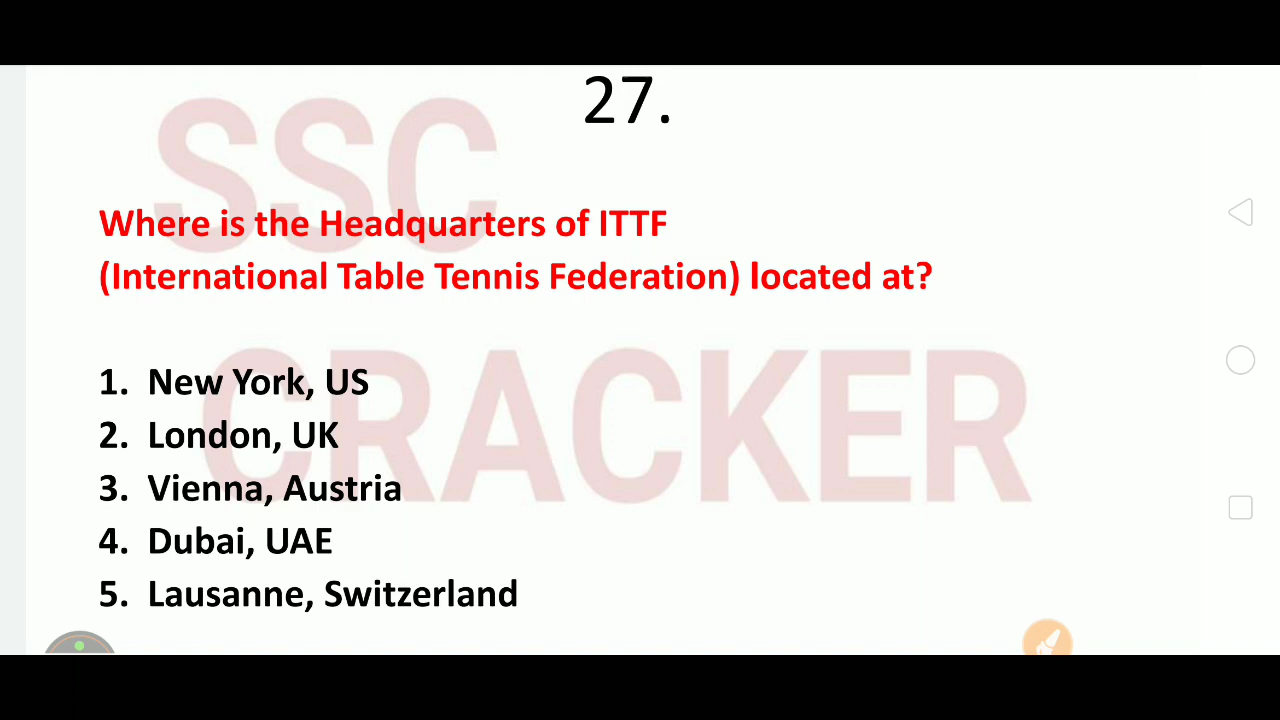 27.
SSC
Where is the Headquarters of ITTF
(International Table Tennis Federation) located at?
CRACKER
1. New York, US
2. London, UK
3. Vienna, Austria
4. Dubai, UAE
5. Lausanne, Switzerland